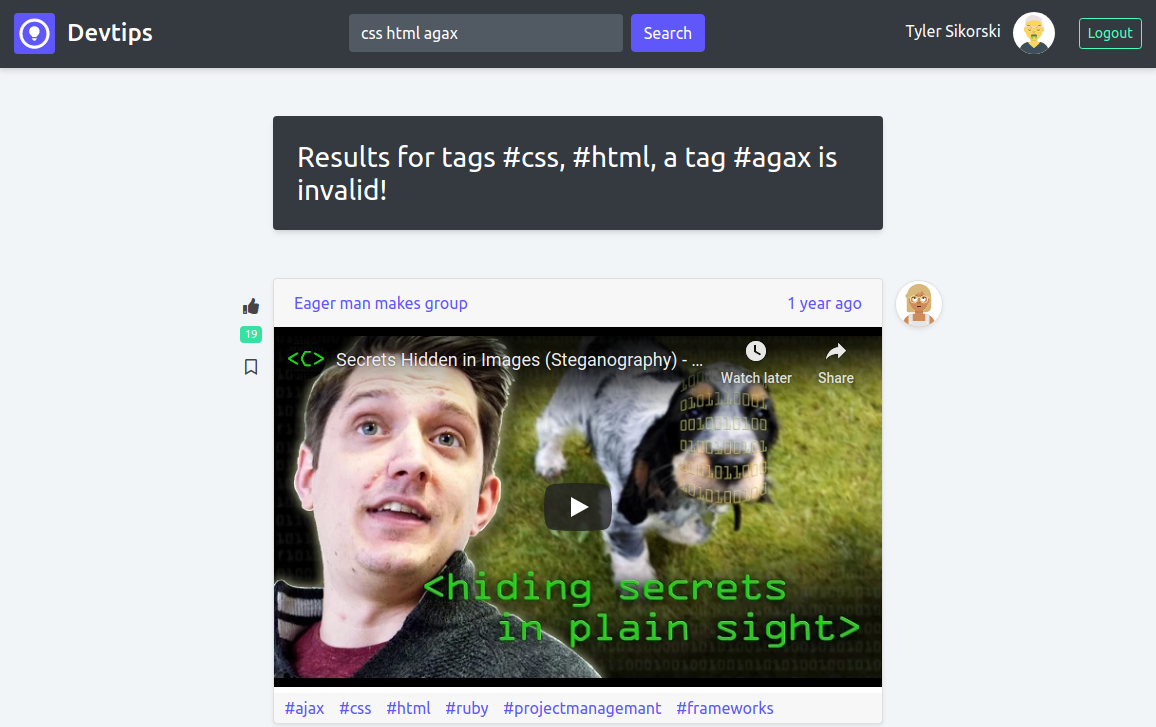 Devtips
css html agax
Search
Tyler Sikorski
Logout
Results for tags #css, #html, a tag #agax is
invalid!
Eager man makes group
1 year ago
19
<C>
Secrets Hidden in Images (Steganography) - ...
Watch later
Share
<hiding secrets
in plain sight>
#ajax #css #html #ruby #projectmanagemant #frameworks